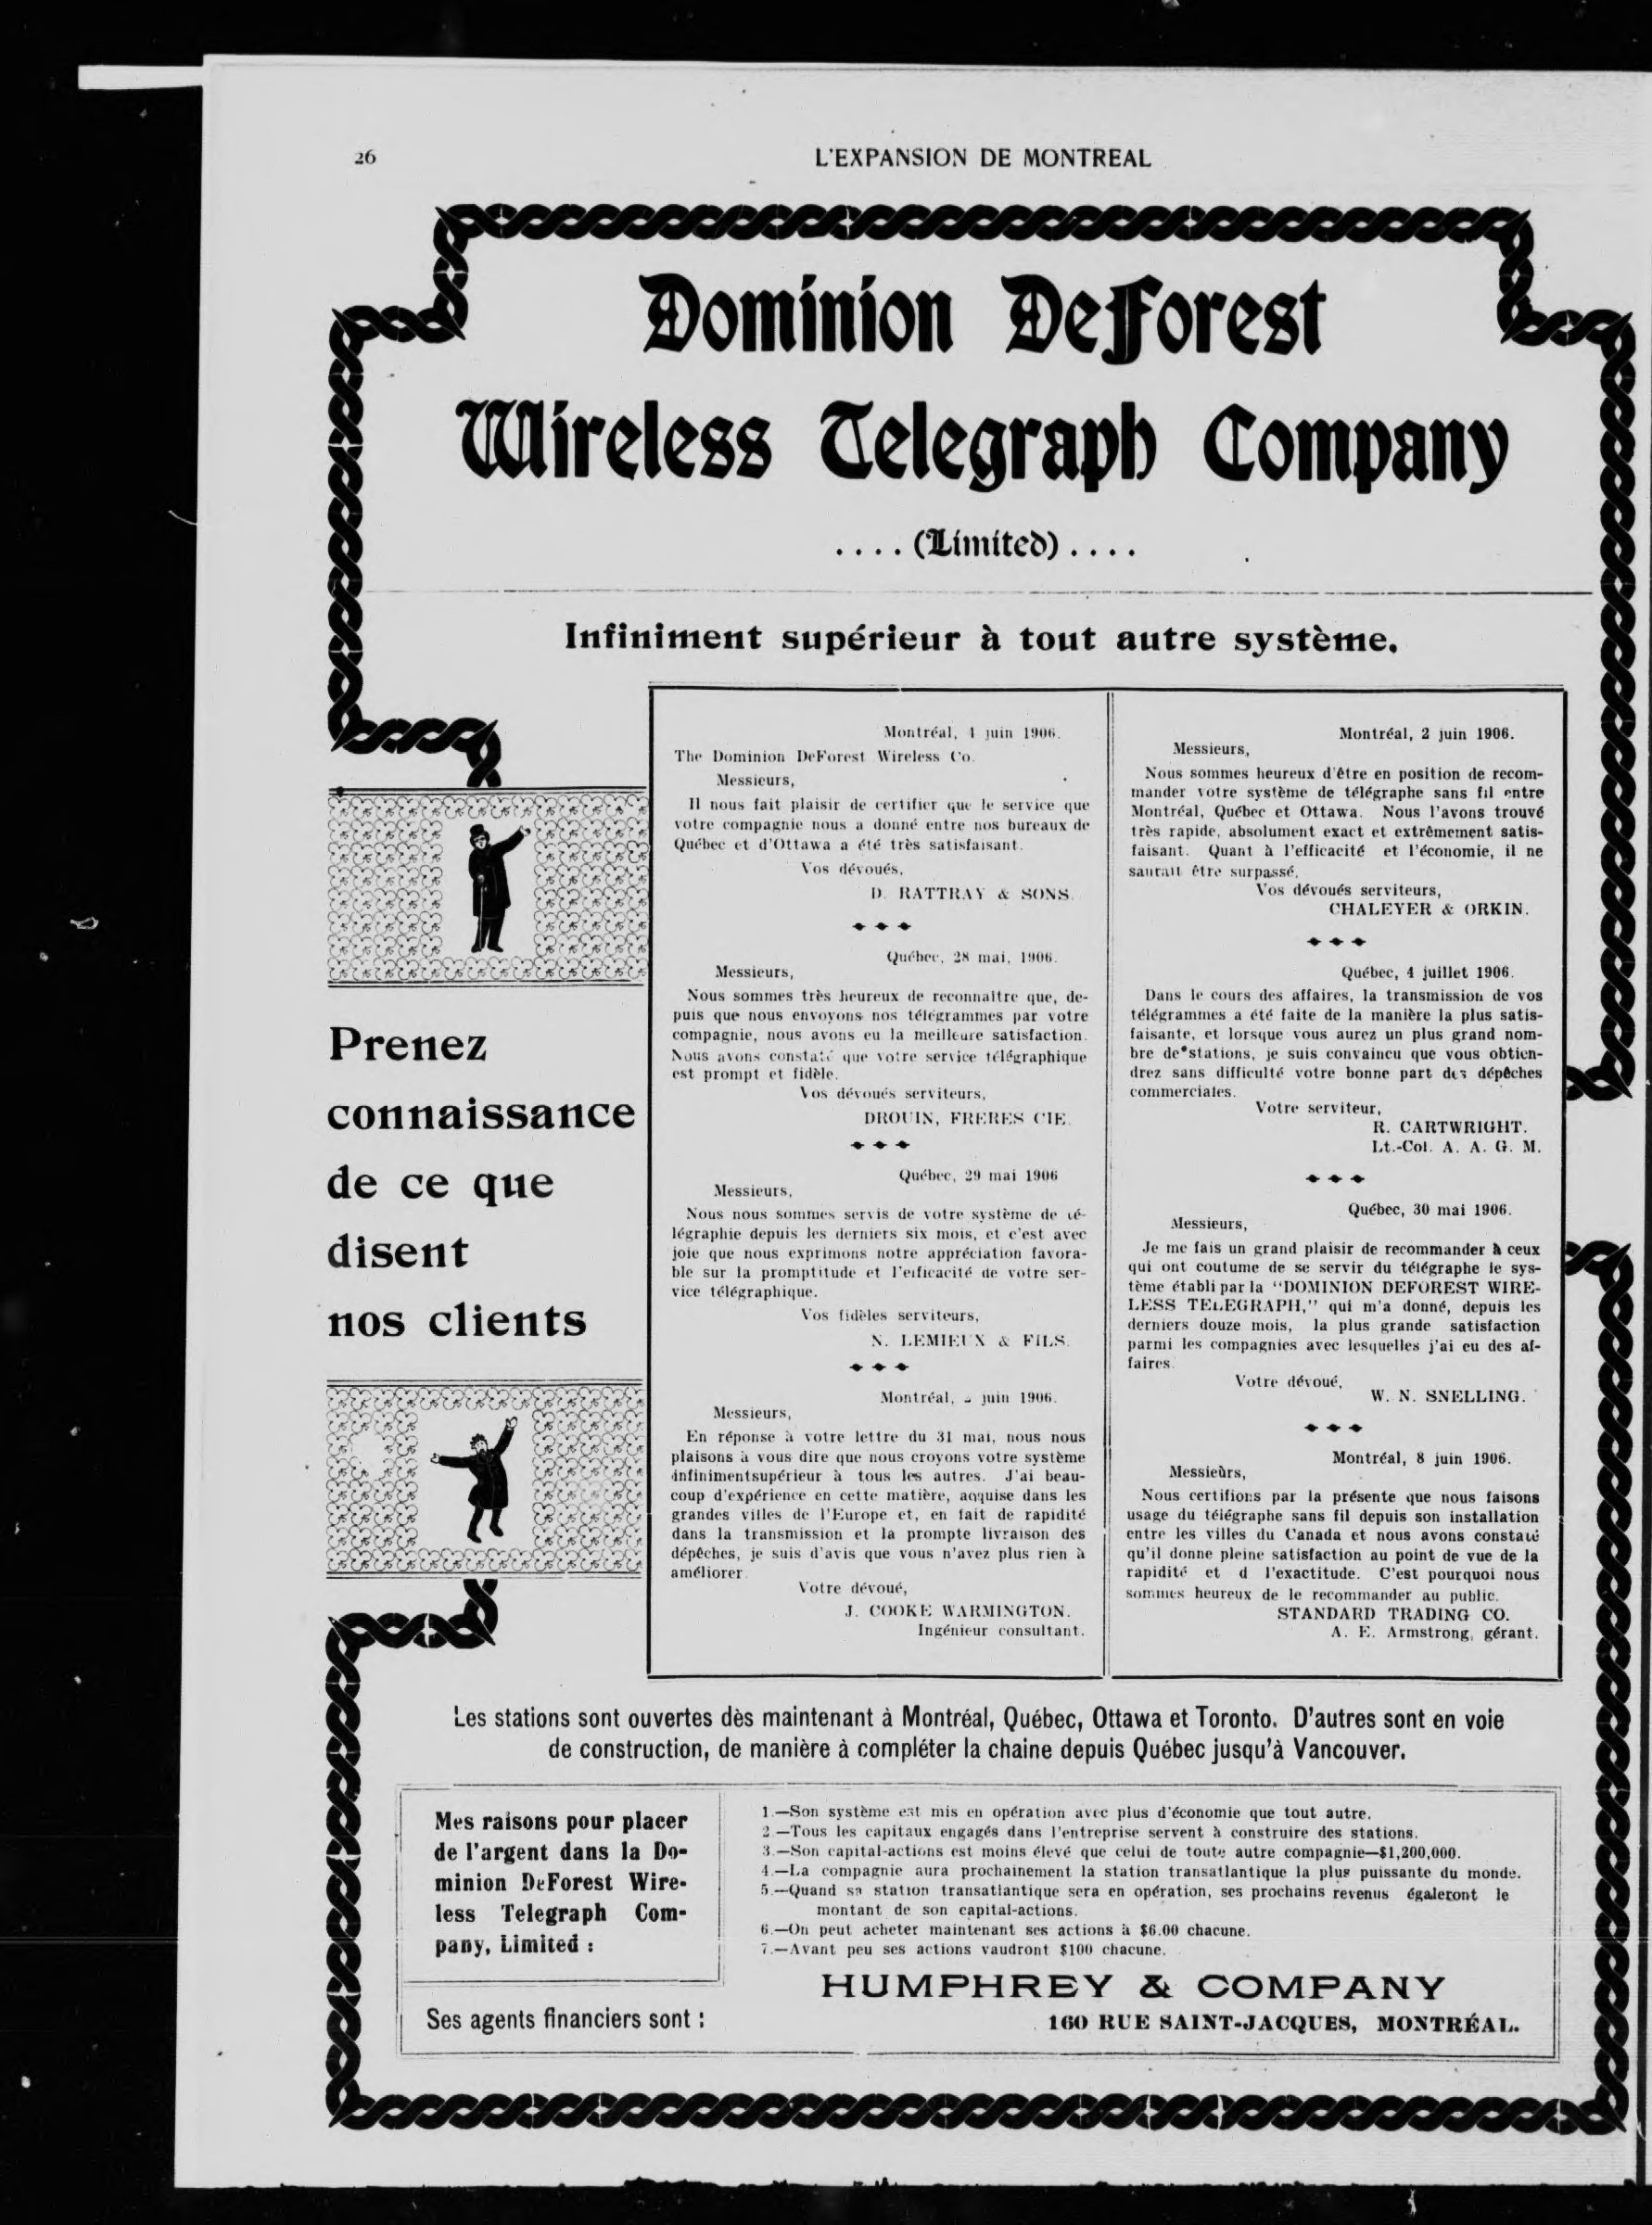 26
L'EXPANSION DE MONTREAL
Dominion DeForest
Wireless Telegraph Company
.... (Limited) ....
Infiniment supérieur à tout autre système.
Prenez
connaissance
de ce que
disent
nos clients
Montréal, 1 juin 1906.
The Dominion DeForest Wireless Co.
Messieurs,
Il nous fait plaisir de certifier que le service que
votre compagnie nous a donné entre nos bureaux de
Québec et d'Ottawa a été très satisfaisant.
Vos dévoués,
D. RATTRAY & SONS.
Québec, 28 mai, 1906.
Messieurs,
Nous sommes très heureux de reconnaître que, de-
puis que nous envoyons nos télégrammes par votre
compagnie, nous avons eu la meilleure satisfaction.
Nous avons constaté que votre service télégraphique
est prompt et fidèle.
Vos dévoués serviteurs,
DROUIN, FRERES CIE.
Québec, 29 mai 1906
Messieurs,
Nous nous sommes servis de votre système de té-
légraphie depuis les derniers six mois, et c'est avec
joie que nous exprimons notre appréciation favora-
ble sur la promptitude et l'efficacité de votre ser-
vice télégraphique.
Vos fidèles serviteurs,
N. LEMIEUX & FILS.
Montréal, juin 1906.
Messieurs,
En réponse à votre lettre du 31 mai, nous nous
plaisons à vous dire que nous croyons votre système
infinimentsupérieur à tous les autres. J'ai beau-
coup d'expérience en cette matière, acquise dans les
grandes villes de l'Europe et, en fait de rapidité
dans la transmission et la prompte livraison des
dépêches, je suis d'avis que vous n'avez plus rien à
améliorer.
Votre dévoué,
J. COOKE WARMINGTON.
Ingénieur consultant.
Montréal, 2 juin 1906.
Messieurs,
Nous sommes heureux d'être en position de recom-
mander votre système de télégraphe sans fil entre
Montréal, Québec et Ottawa. Nous l'avons trouvé
très rapide, absolument exact et extrêmement satis-
faisant. Quant à l'efficacité et l'économie, il ne
saurait être surpassé.
Vos dévoués serviteurs,
CHALEYER & ORKIN.
Québec, 4 juillet 1906.
Dans le cours des affaires, la transmission de vos
télégrammes a été faite de la manière la plus satis-
faisante, et lorsque vous aurez un plus grand nom-
bre de stations, je suis convaincu que vous obtien-
drez sans difficulté votre bonne part des dépêches
commerciales.
Votre serviteur,
R. CARTWRIGHT.
Lt.-Col. A. A. G. M.
Québec, 30 mai 1906.
Messieurs,
Je me fais un grand plaisir de recommander à ceux
qui ont coutume de se servir du télégraphe le sys-
tème établi par la "DOMINION DEFOREST WIRE-
LESS TELEGRAPH," qui m'a donné, depuis les
derniers douze mois, la plus grande satisfaction
parmi les compagnies avec lesquelles j'ai eu des af-
faires.
Votre dévoué,
W. N. SNELLING.
Montréal, 8 juin 1906.
Messieurs,
Nous certifions par la présente que nous faisons
usage du télégraphe sans fil depuis son installation
entre les villes du Canada et nous avons constaté
qu'il donne pleine satisfaction au point de vue de la
rapidité et d l'exactitude. C'est pourquoi nous
sommes heureux de le recommander au public.
STANDARD TRADING CO.
A. E. Armstrong, gérant.
Les stations sont ouvertes dès maintenant à Montréal, Québec, Ottawa et Toronto. D'autres sont en voie
de construction, de manière à compléter la chaine depuis Québec jusqu'à Vancouver.
Mes raisons pour placer
de l'argent dans la Do-
minion DeForest Wire-
less Telegraph Com-
pany, Limited :
1.—Son système est mis en opération avec plus d'économie que tout autre.
2.—Tous les capitaux engagés dans l'entreprise servent à construire des stations.
3.—Son capital-actions est moins élevé que celui de toute autre compagnie—$1,200,000.
4.—La compagnie aura prochainement la station transatlantique la plus puissante du monde.
5.—Quand sa station transatlantique sera en opération, ses prochains revenus égaleront le
montant de son capital-actions.
6.—On peut acheter maintenant ses actions à $6.00 chacune.
7.—Avant peu ses actions vaudront $100 chacune.
Ses agents financiers sont :
HUMPHREY & COMPANY
160 RUE SAINT-JACQUES, MONTRÉAL.